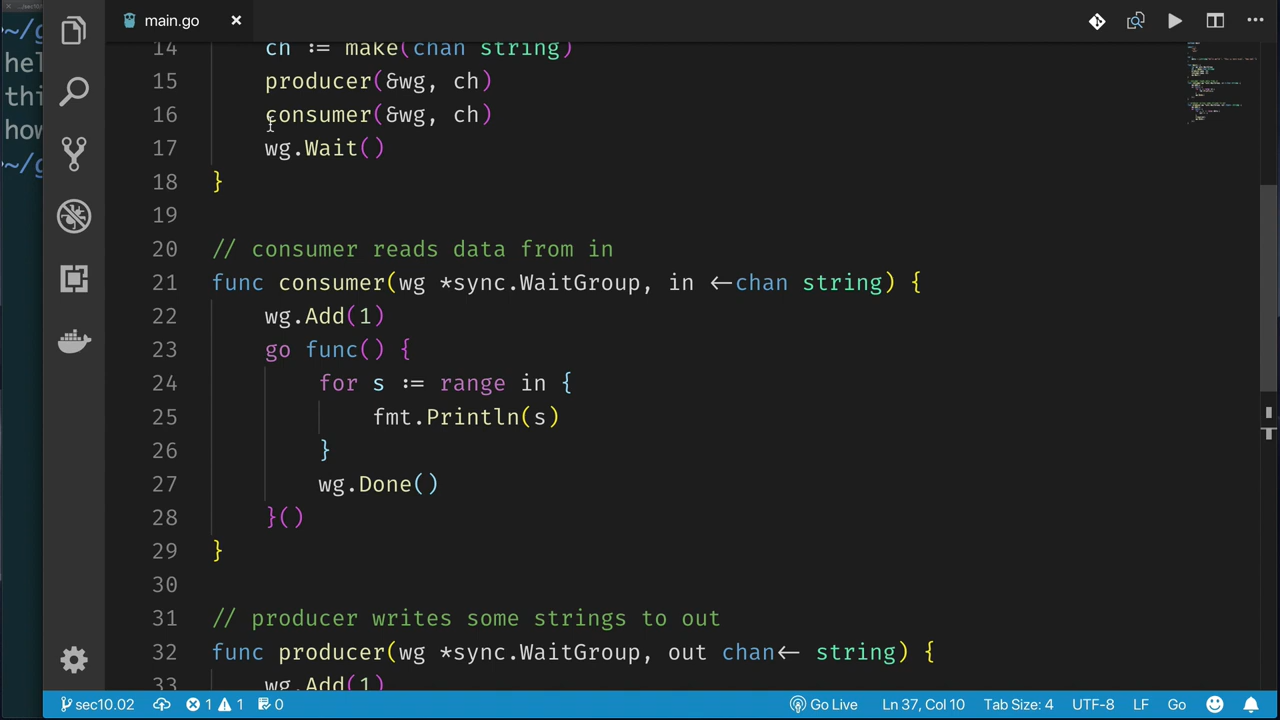 main.go
~/g
hel
thi
how
~/g
14 ch := make(chan string)
15 producer(&wg, ch)
16 consumer(&wg, ch)
17 wg.Wait()
18 }
19
20 // consumer reads data from in
21 func consumer(wg *sync.WaitGroup, in <-chan string) {
22 wg.Add(1)
23 go func() {
24 for s := range in {
25 fmt.Println(s)
26 }
27 wg.Done()
28 }()
29 }
30
31 // producer writes some strings to out
32 func producer(wg *sync.WaitGroup, out chan<- string) {
33 wg.Add(1)
sec10.02 1 1 0 Go Live Ln 37, Col 10 Tab Size: 4 UTF-8 LF Go